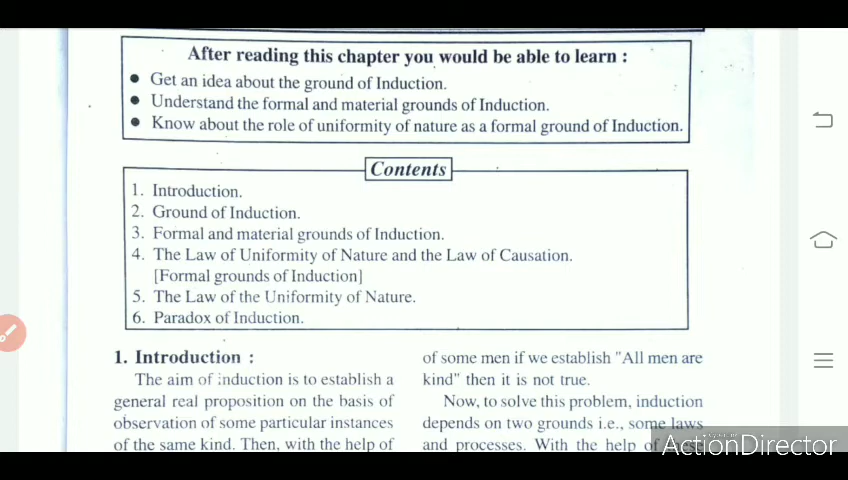 After reading this chapter you would be able to learn :
● Get an idea about the ground of Induction.
● Understand the formal and material grounds of Induction.
● Know about the role of uniformity of nature as a formal ground of Induction.
Contents
1. Introduction.
2. Ground of Induction.
3. Formal and material grounds of Induction.
4. The Law of Uniformity of Nature and the Law of Causation.
[Formal grounds of Induction]
5. The Law of the Uniformity of Nature.
6. Paradox of Induction.
1. Introduction :
The aim of induction is to establish a
general real proposition on the basis of
observation of some particular instances
of the same kind. Then, with the help of
of some men if we establish "All men are
kind" then it is not true.
Now, to solve this problem, induction
depends on two grounds i.e., some laws
and processes. With the help of
ActionDirector